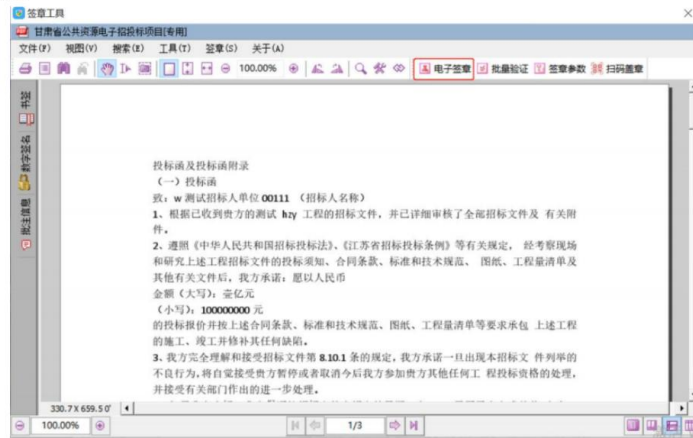 签章工具
甘肃省公共资源电子招投标项目[专用]
文件(F) 视图(V) 搜索(E) 工具(T) 签章(S) 关于(A)
100.00% 电子签章 批量验证 签章参数 扫码盖章
书签
数字签名
批注信息
投标函及投标函附录
（一）投标函
致：w 测试招标人单位 00111 （招标人名称）
1、根据已收到贵方的测试 hzy 工程的招标文件，并已详细审核了全部招标文件及 有关附
件。
2、遵照《中华人民共和国招标投标法》、《江苏省招标投标条例》等有关规定， 经考察现场
和研究上述工程招标文件的投标须知、合同条款、标准和技术规范、 图纸、工程量清单及
其他有关文件后，我方承诺：愿以人民币
金额（大写）：壹亿元
（小写）：100000000 元
的投标报价并按上述合同条款、标准和技术规范、图纸、工程量清单等要求承包 上述工程
的施工、竣工并修补其任何缺陷。
3、我方完全理解和接受招标文件第 8.10.1 条的规定，我方承诺一旦出现本招标文 件列举的
不良行为，将自觉接受贵方暂停或者取消今后我方参加贵方其他任何工 程投标资格的处理，
并接受有关部门作出的进一步处理。
330.7 X 659.5 0'
100.00% 1/3